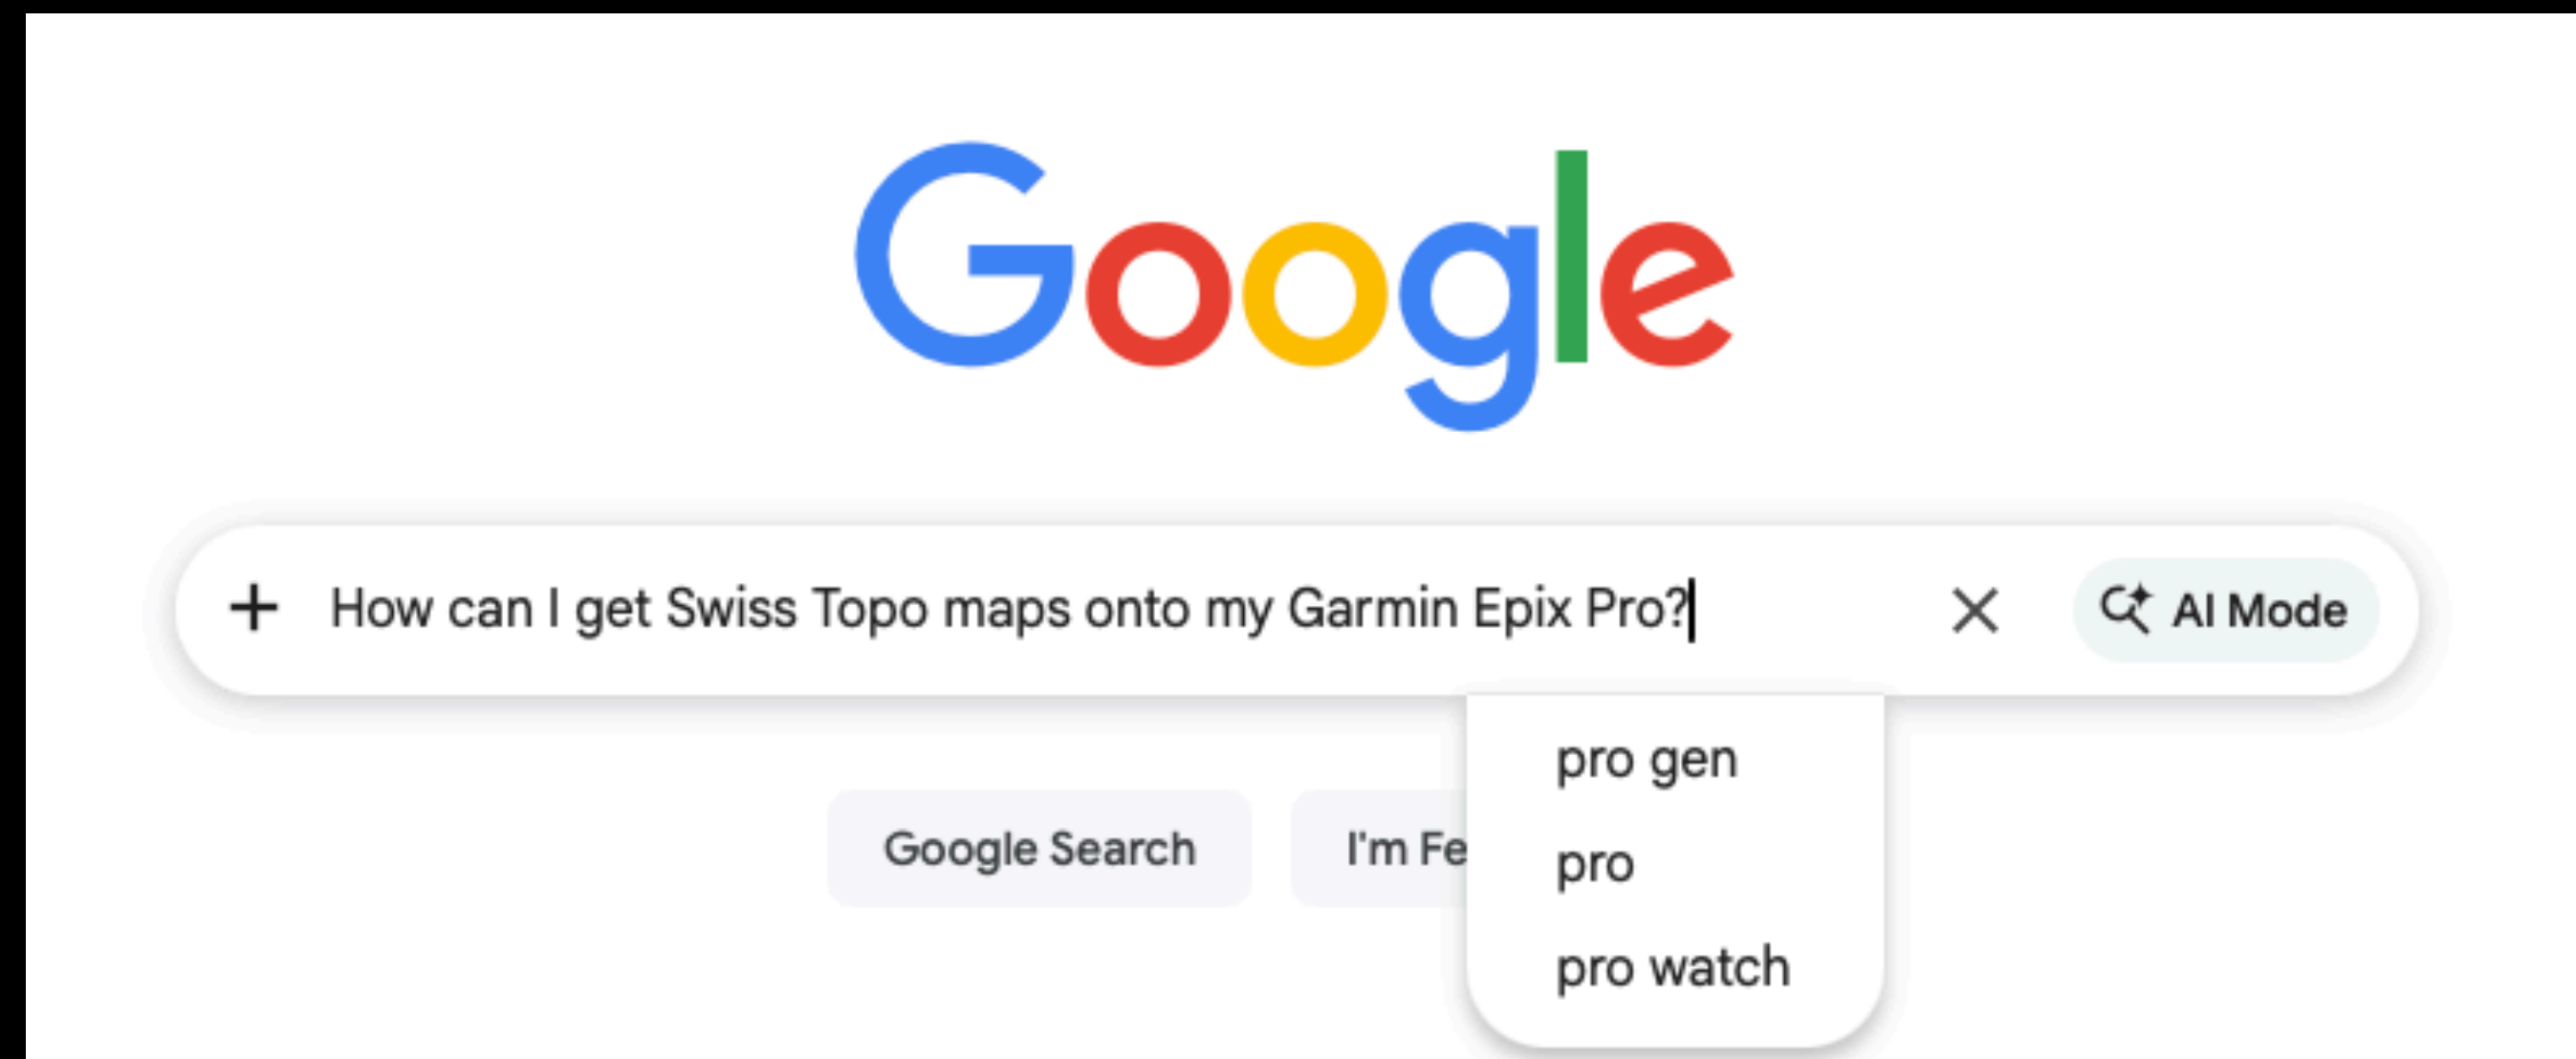 Google
How can I get Swiss Topo maps onto my Garmin Epix Pro?
AI Mode
pro gen
Google Search
I'm Fe
pro
pro watch